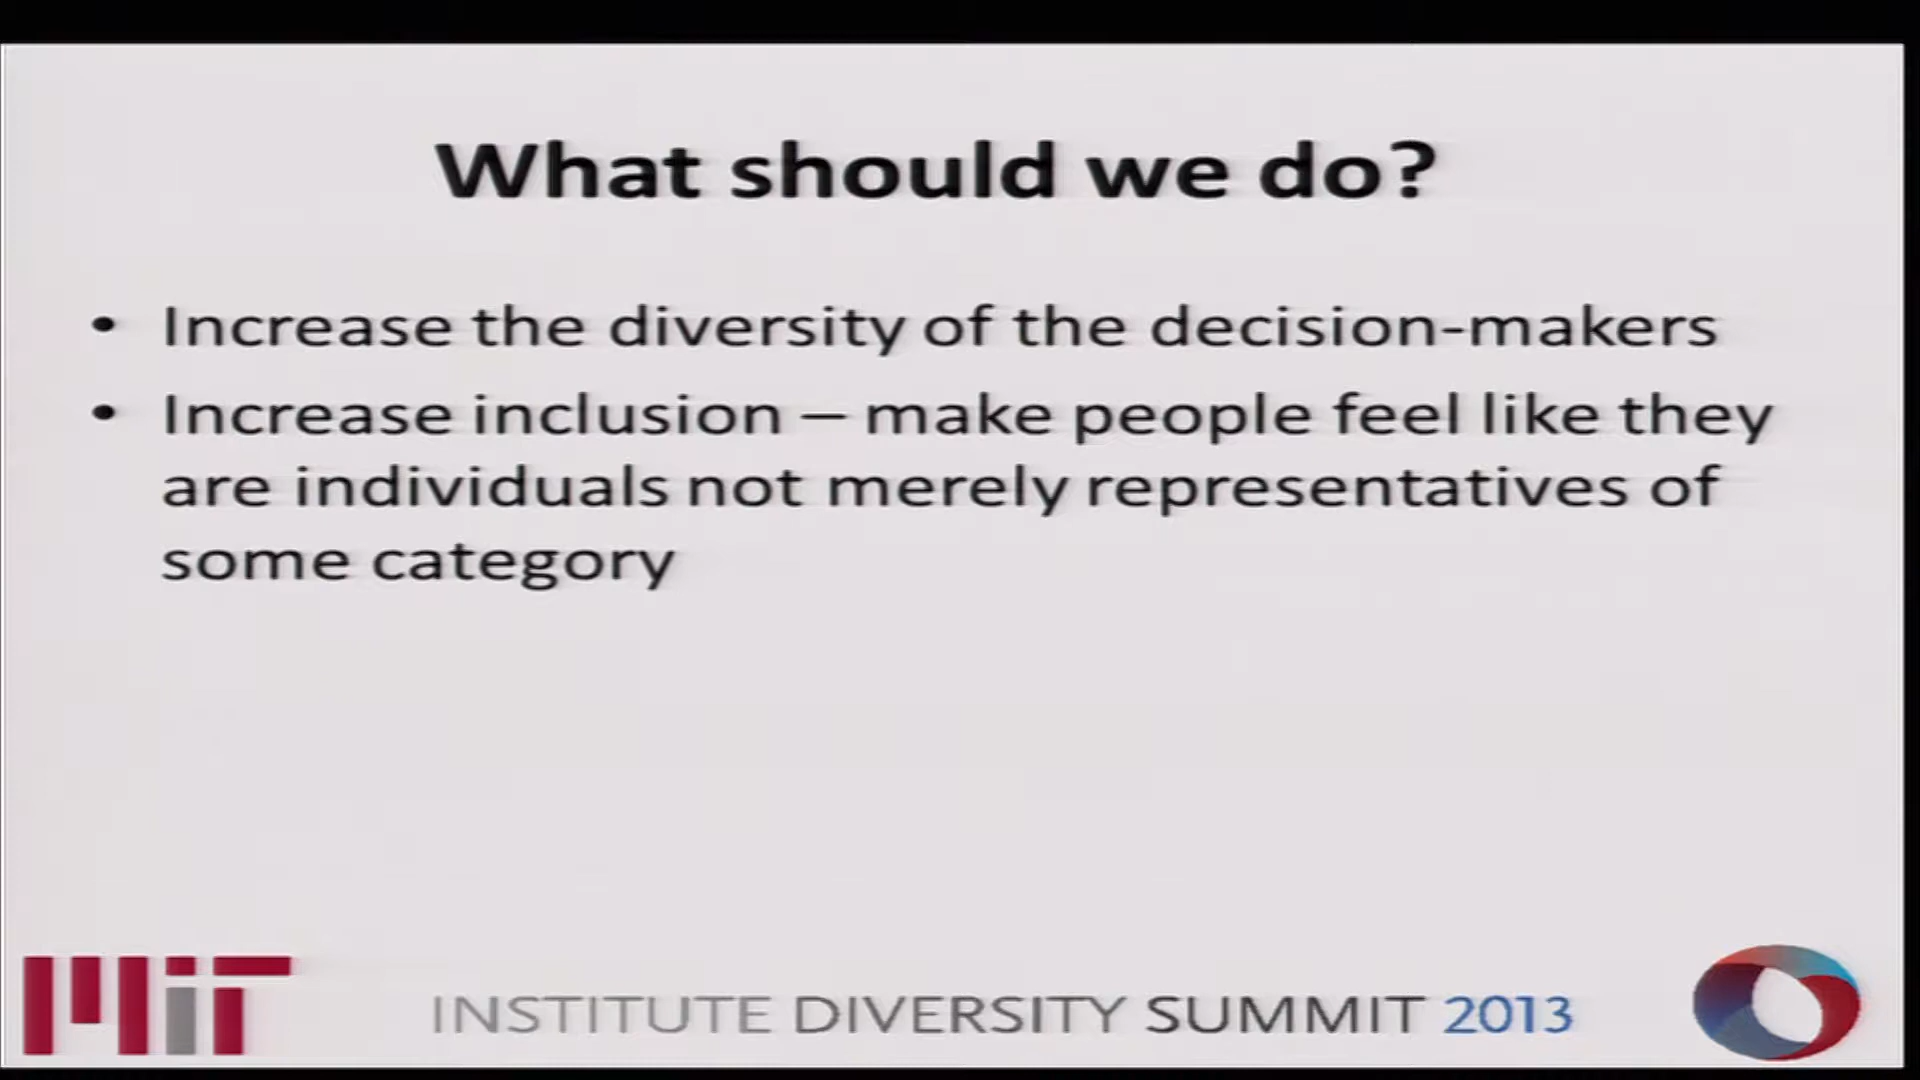 What should we do?
• Increase the diversity of the decision-makers
• Increase inclusion – make people feel like they
are individuals not merely representatives of
some category
MIT
INSTITUTE DIVERSITY SUMMIT 2013